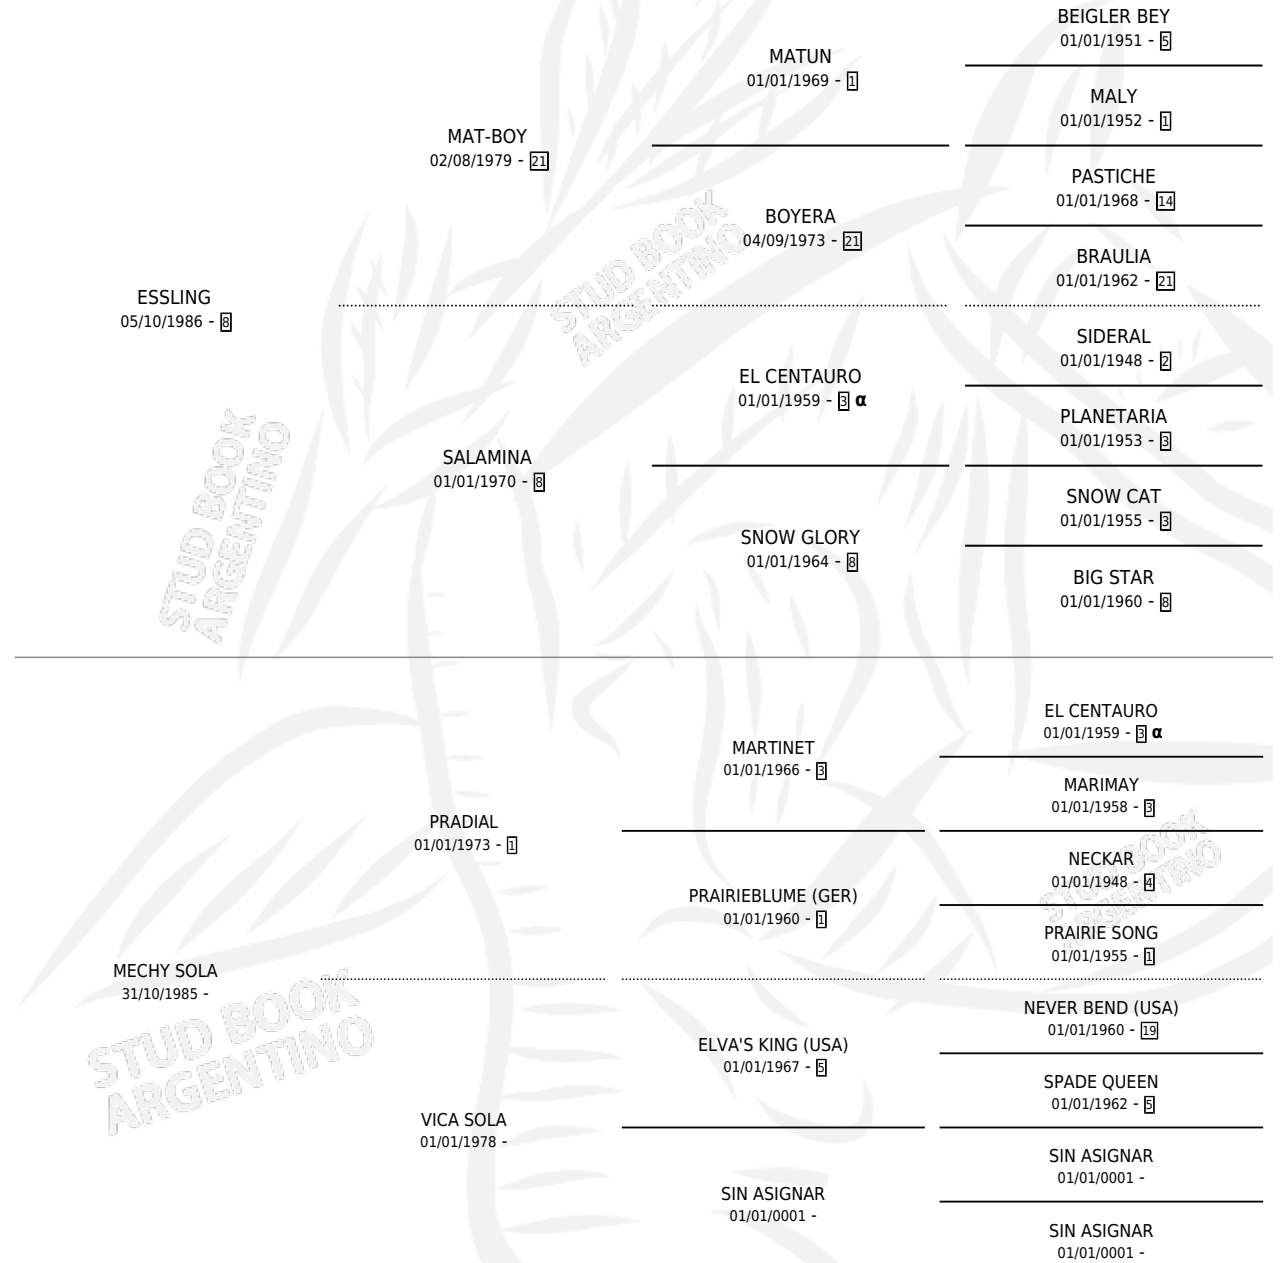 BEIGLER BEY
01/01/1951 - 5
MATUN
01/01/1969 - 1
MALY
01/01/1952 - 1
MAT-BOY
02/08/1979 - 21
PASTICHE
01/01/1968 - 14
BOYERA
04/09/1973 - 21
BRAULIA
01/01/1962 - 21
ESSLING
05/10/1986 - 8
SIDERAL
01/01/1948 - 2
EL CENTAURO
01/01/1959 - 3 α
PLANETARIA
01/01/1953 - 3
SALAMINA
01/01/1970 - 8
SNOW CAT
01/01/1955 - 3
SNOW GLORY
01/01/1964 - 8
BIG STAR
01/01/1960 - 8
EL CENTAURO
01/01/1959 - 3 α
MARTINET
01/01/1966 - 3
MARIMAY
01/01/1958 - 3
PRADIAL
01/01/1973 - 1
NECKAR
01/01/1948 - 4
PRAIRIEBLUME (GER)
01/01/1960 - 1
PRAIRIE SONG
01/01/1955 - 1
MECHY SOLA
31/10/1985 -
NEVER BEND (USA)
01/01/1960 - 19
ELVA'S KING (USA)
01/01/1967 - 5
SPADE QUEEN
01/01/1962 - 5
VICA SOLA
01/01/1978 -
SIN ASIGNAR
01/01/0001 -
SIN ASIGNAR
01/01/0001 -
SIN ASIGNAR
01/01/0001 -
STUD BOOK
ARGENTINO
STUD BOOK
ARGENTINO
STUD BOOK
ARGENTINO
STUD BOOK
ARGENTINO